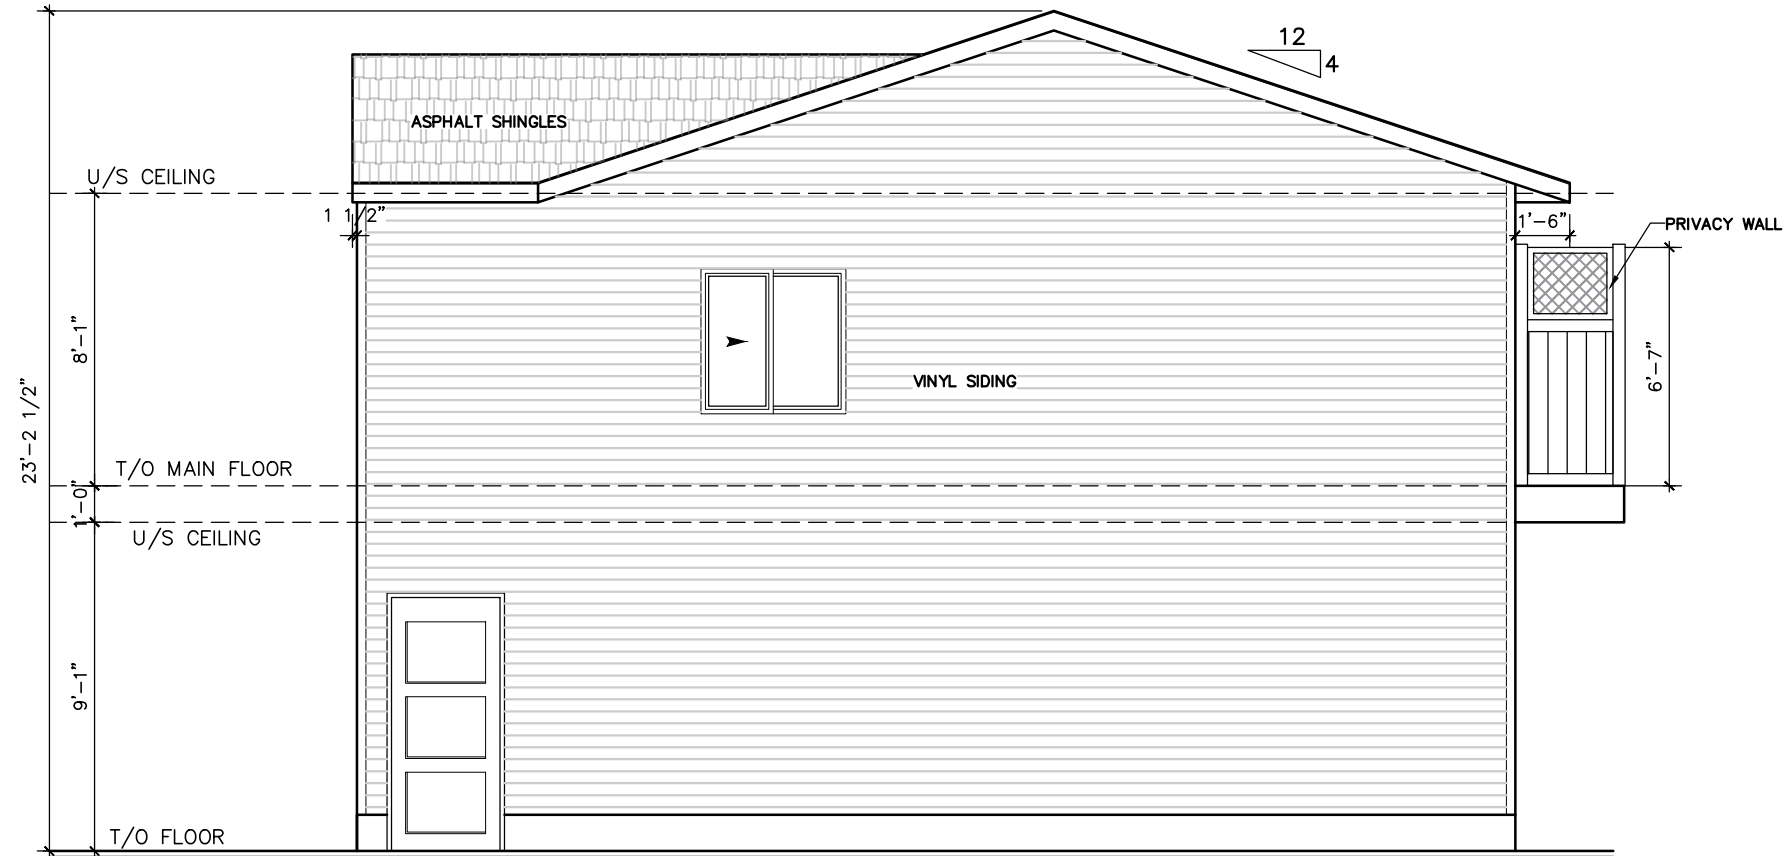 12
4
ASPHALT SHINGLES
U/S CEILING
1 1/2"
1'-6"
PRIVACY WALL
8'-1"
6'-7"
VINYL SIDING
23'-2 1/2"
T/O MAIN FLOOR
1'-0"
U/S CEILING
9'-1"
T/O FLOOR